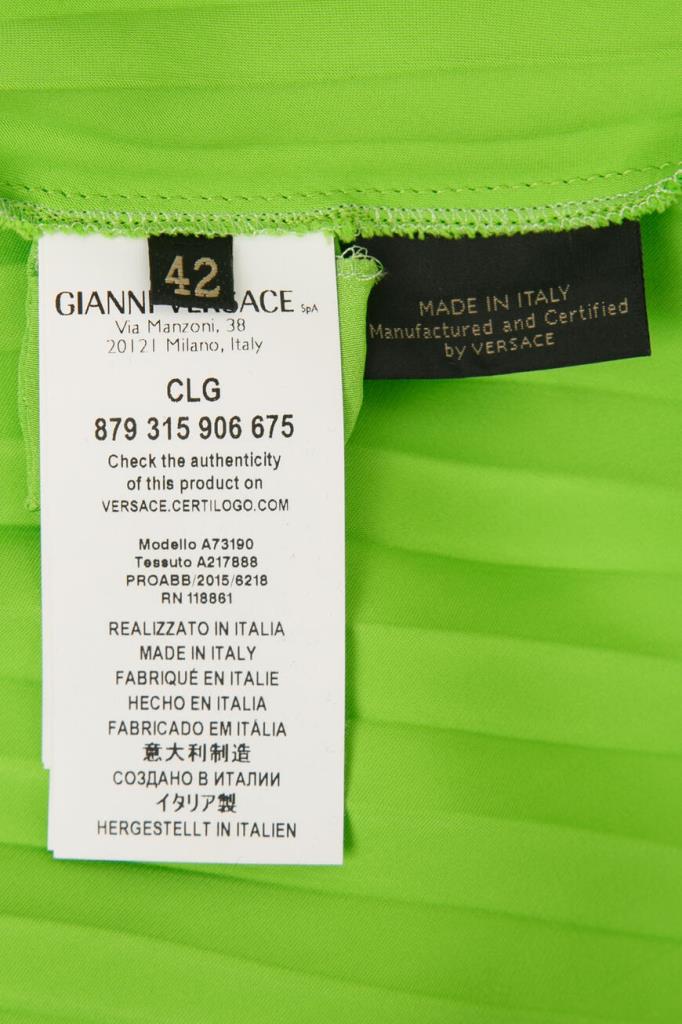 42
GIANNI VERSACE SpA
Via Manzoni, 38
20121 Milano, Italy
CLG
879 315 906 675
Check the authenticity
of this product on
VERSACE.CERTILOGO.COM
Modello A73190
Tessuto A217888
PROABB/2015/6218
RN 118861
REALIZZATO IN ITALIA
MADE IN ITALY
FABRIQUÉ EN ITALIE
HECHO EN ITALIA
FABRICADO EM ITÁLIA
意大利制造
СОЗДАНО В ИТАЛИИ
イタリア製
HERGESTELLT IN ITALIEN
MADE IN ITALY
Manufactured and Certified
by VERSACE